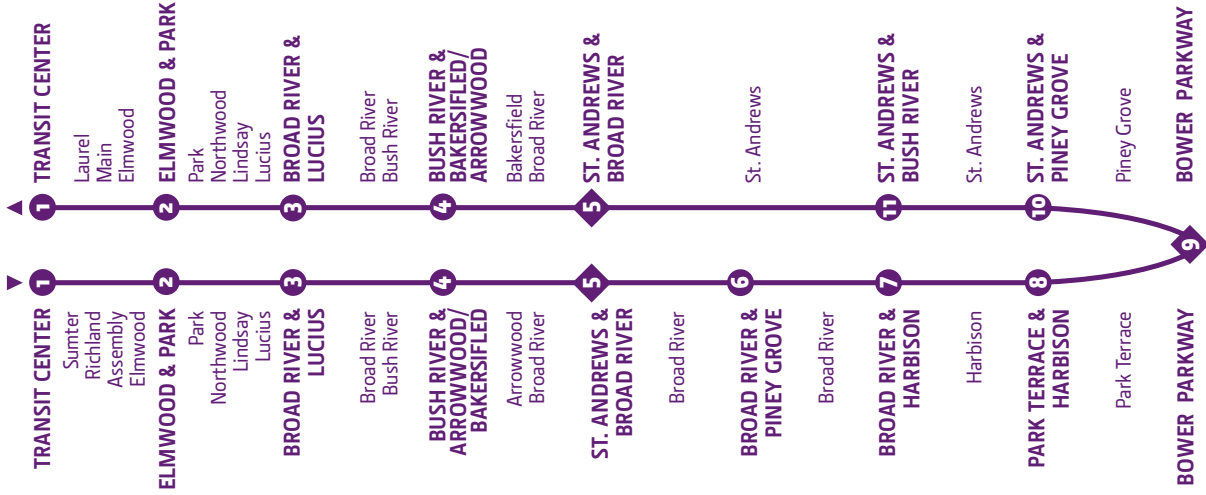 TRANSIT CENTER
1
Sumter
Richland
Assembly
Elmwood
ELMWOOD & PARK
2
Park
Northwood
Lindsay
Lucius
BROAD RIVER &
LUCIUS
3
Broad River
Bush River
BUSH RIVER &
ARROWWOOD/
BAKERSIFLED
4
Arrowwood
Broad River
ST. ANDREWS &
BROAD RIVER
5
Broad River
BROAD RIVER &
PINEY GROVE
6
Broad River
BROAD RIVER &
HARBISON
7
Harbison
PARK TERRACE &
HARBISON
8
Park Terrace
BOWER PARKWAY
9
TRANSIT CENTER
1
Laurel
Main
Elmwood
ELMWOOD & PARK
2
Park
Northwood
Lindsay
Lucius
BROAD RIVER &
LUCIUS
3
Broad River
Bush River
BUSH RIVER &
BAKERSIFLED/
ARROWWOOD
4
Bakersfield
Broad River
ST. ANDREWS &
BROAD RIVER
5
St. Andrews
ST. ANDREWS &
BUSH RIVER
11
St. Andrews
ST. ANDREWS &
PINEY GROVE
10
Piney Grove
BOWER PARKWAY